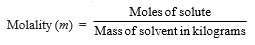 Molality (m) = Moles of solute / Mass of solvent in kilograms